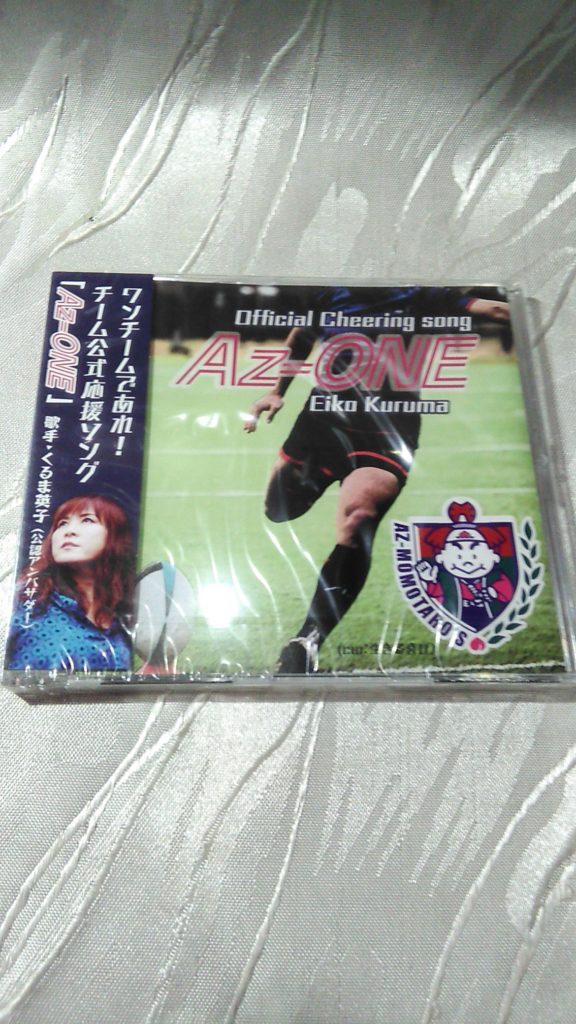 ワンチームであれ!
チーム公式応援ソング
「Az=ONE」 歌手・くるま英子(公認アンバサダー)
Official Cheering song
Az=ONE
Eiko Kuruma
AZ-MOMOTARO'S